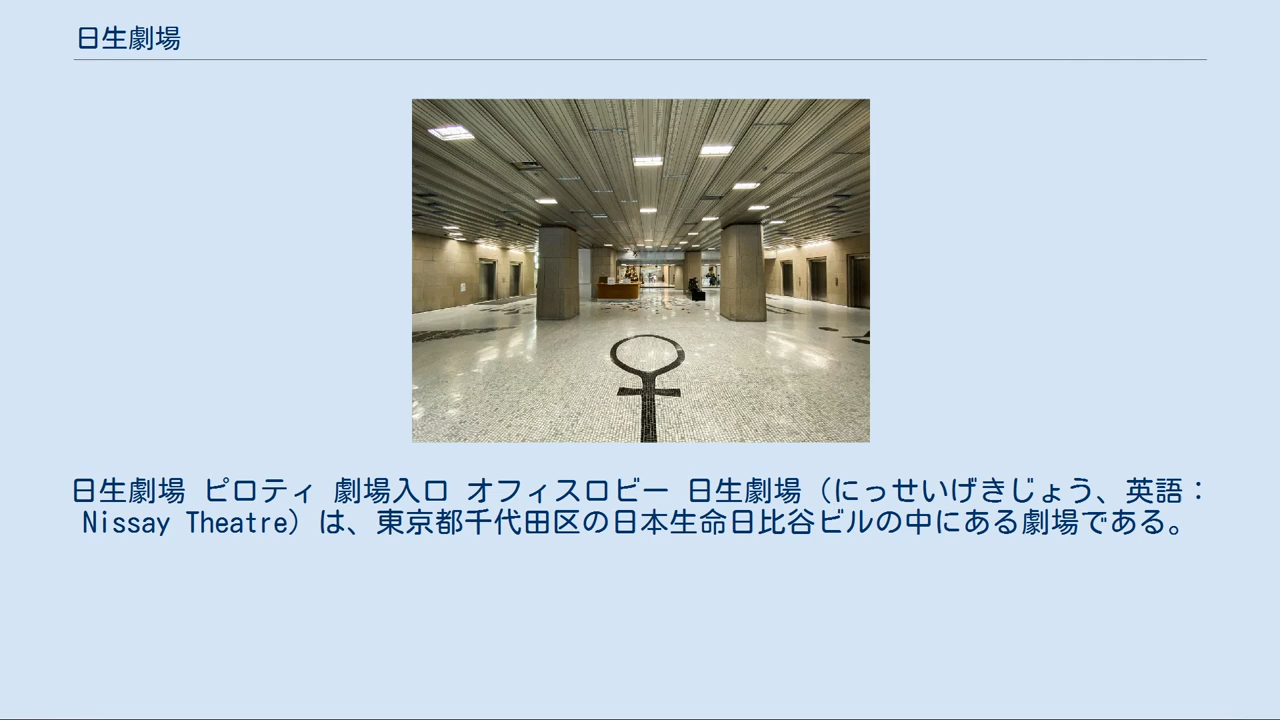 日生劇場
日生劇場 ピロティ 劇場入口 オフィスロビー 日生劇場（にっせいげきじょう、英語：
Nissay Theatre）は、東京都千代田区の日本生命日比谷ビルの中にある劇場である。